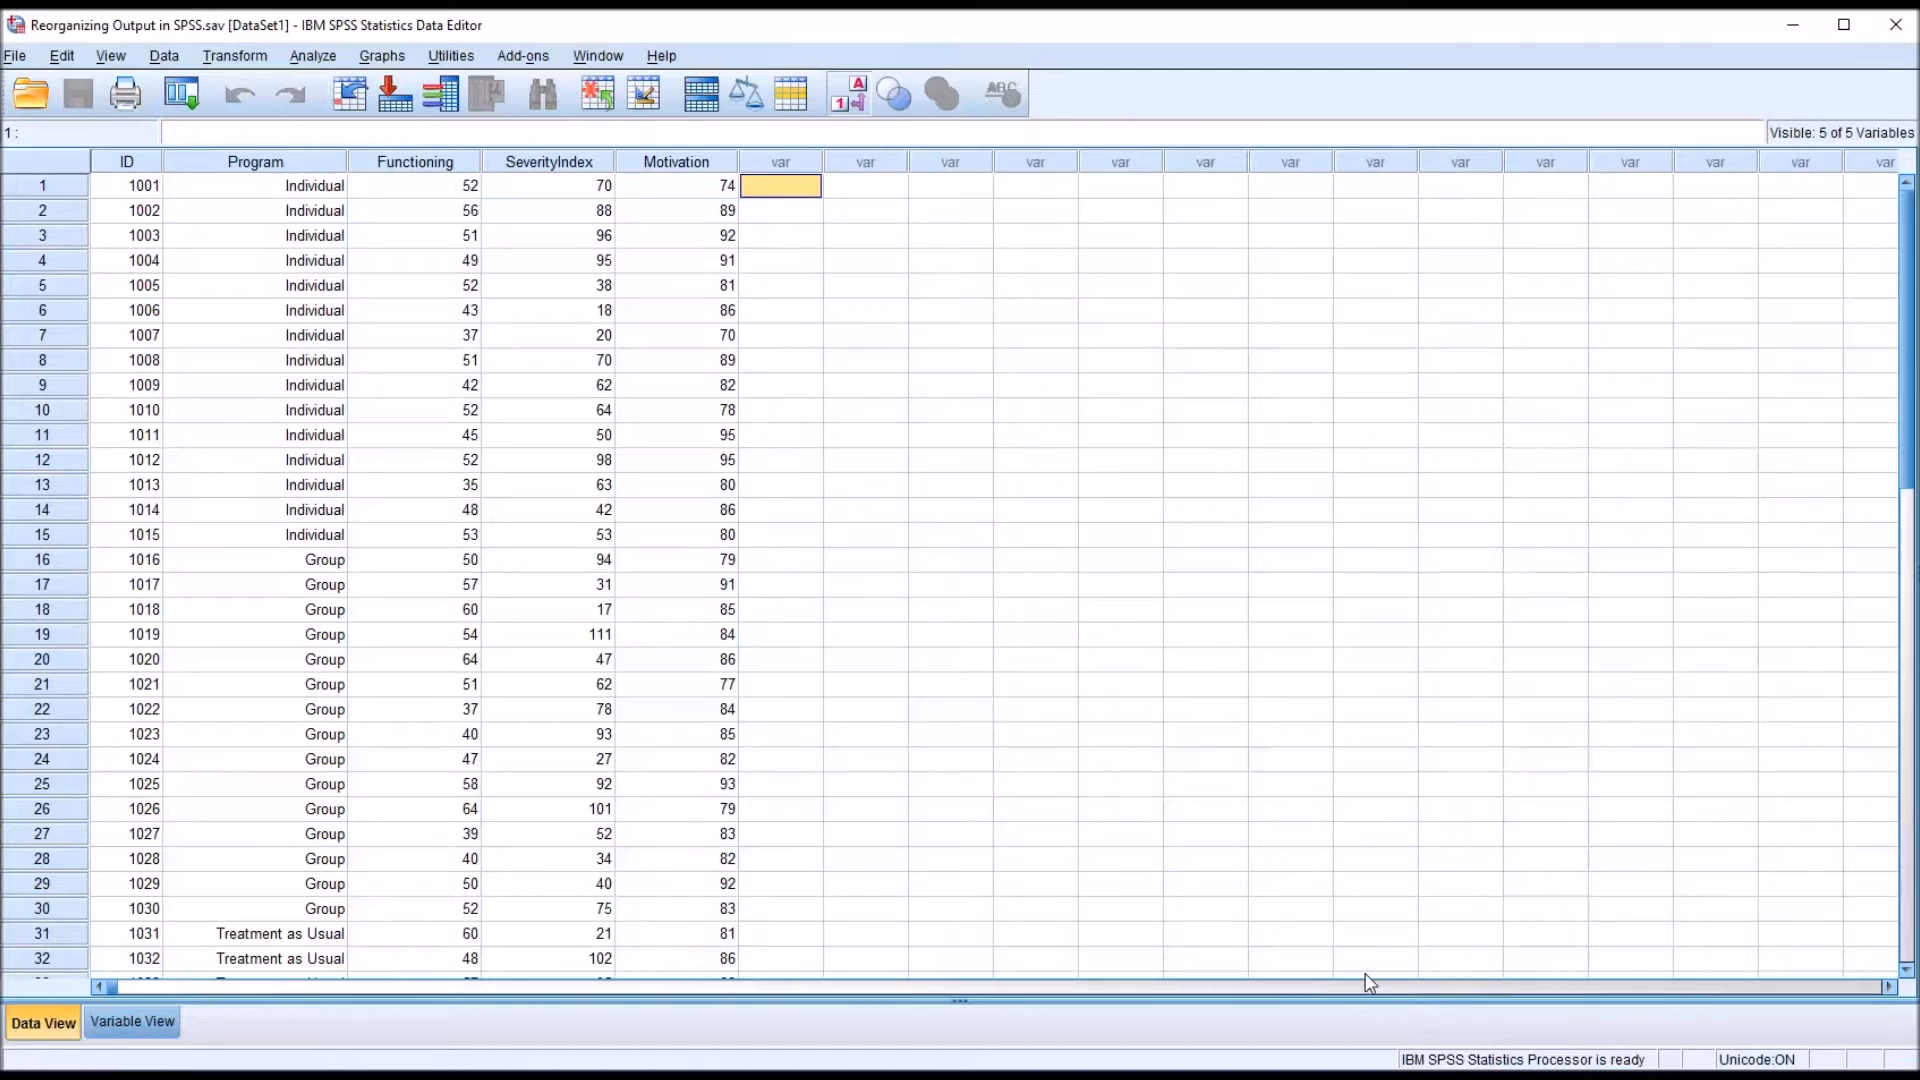 Reorganizing Output in SPSS.sav [DataSet1] - IBM SPSS Statistics Data Editor
File Edit View Data Transform Analyze Graphs Utilities Add-ons Window Help
1 :
Visible: 5 of 5 Variables
ID Program Functioning SeverityIndex Motivation var var var var var var var var var var var var var var
1 1001 Individual 52 70 74
2 1002 Individual 56 88 89
3 1003 Individual 51 96 92
4 1004 Individual 49 95 91
5 1005 Individual 52 38 81
6 1006 Individual 43 18 86
7 1007 Individual 37 20 70
8 1008 Individual 51 70 89
9 1009 Individual 42 62 82
10 1010 Individual 52 64 78
11 1011 Individual 45 50 95
12 1012 Individual 52 98 95
13 1013 Individual 35 63 80
14 1014 Individual 48 42 86
15 1015 Individual 53 53 80
16 1016 Group 50 94 79
17 1017 Group 57 31 91
18 1018 Group 60 17 85
19 1019 Group 54 111 84
20 1020 Group 64 47 86
21 1021 Group 51 62 77
22 1022 Group 37 78 84
23 1023 Group 40 93 85
24 1024 Group 47 27 82
25 1025 Group 58 92 93
26 1026 Group 64 101 79
27 1027 Group 39 52 83
28 1028 Group 40 34 82
29 1029 Group 50 40 92
30 1030 Group 52 75 83
31 1031 Treatment as Usual 60 21 81
32 1032 Treatment as Usual 48 102 86
Data View Variable View
IBM SPSS Statistics Processor is ready Unicode:ON